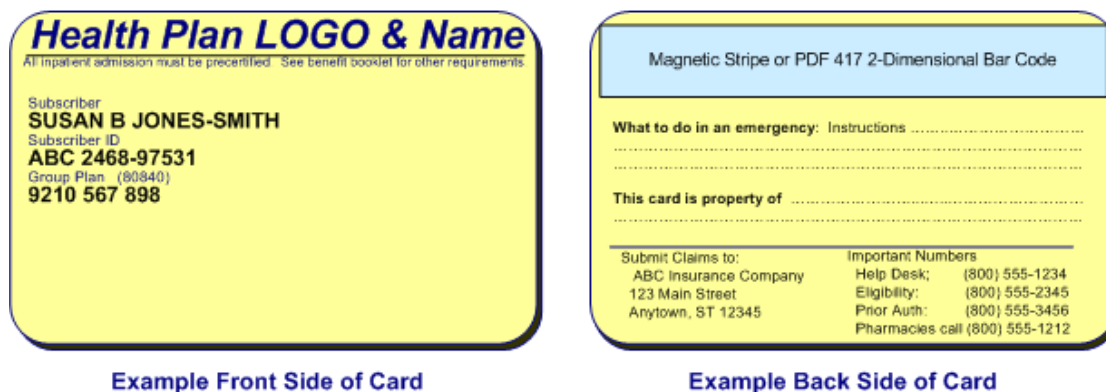 Health Plan LOGO & Name
All inpatient admission must be precertified See benefit booklet for other requirements
Subscriber
SUSAN B JONES-SMITH
Subscriber ID
ABC 2468-97531
Group Plan (80840)
9210 567 898
Example Front Side of Card
Magnetic Stripe or PDF 417 2-Dimensional Bar Code
What to do in an emergency: Instructions ....................................
................................................................................................
................................................................................................
This card is property of ..............................................................
................................................................................................
Submit Claims to:
ABC Insurance Company
123 Main Street
Anytown, ST 12345
Important Numbers
Help Desk; (800) 555-1234
Eligibility: (800) 555-2345
Prior Auth: (800) 555-3456
Pharmacies call (800) 555-1212
Example Back Side of Card